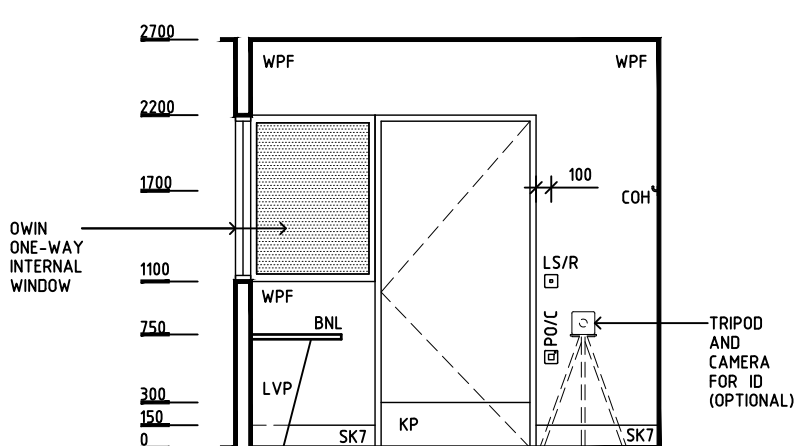 2700
WPF
WPF
2200
1700
100
COH
OWIN
ONE-WAY
INTERNAL
WINDOW
LS/R
1100
WPF
BNL
750
PO/C
TRIPOD
AND
CAMERA
FOR ID
(OPTIONAL)
LVP
300
150
KP
SK7
SK7
0